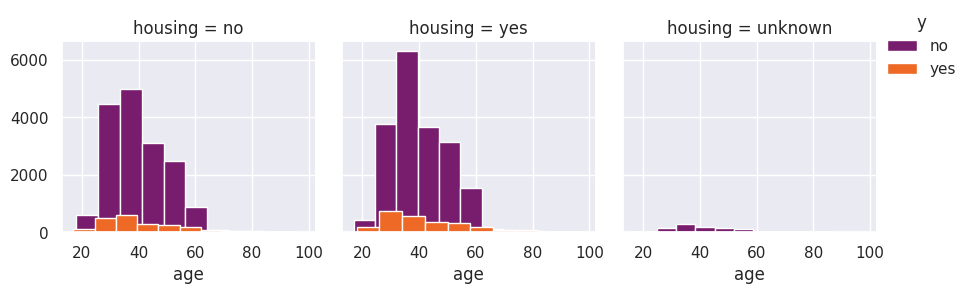 housing = no
housing = yes
housing = unknown
y
no
yes
6000
4000
2000
0
20 40 60 80 100
20 40 60 80 100
20 40 60 80 100
age
age
age